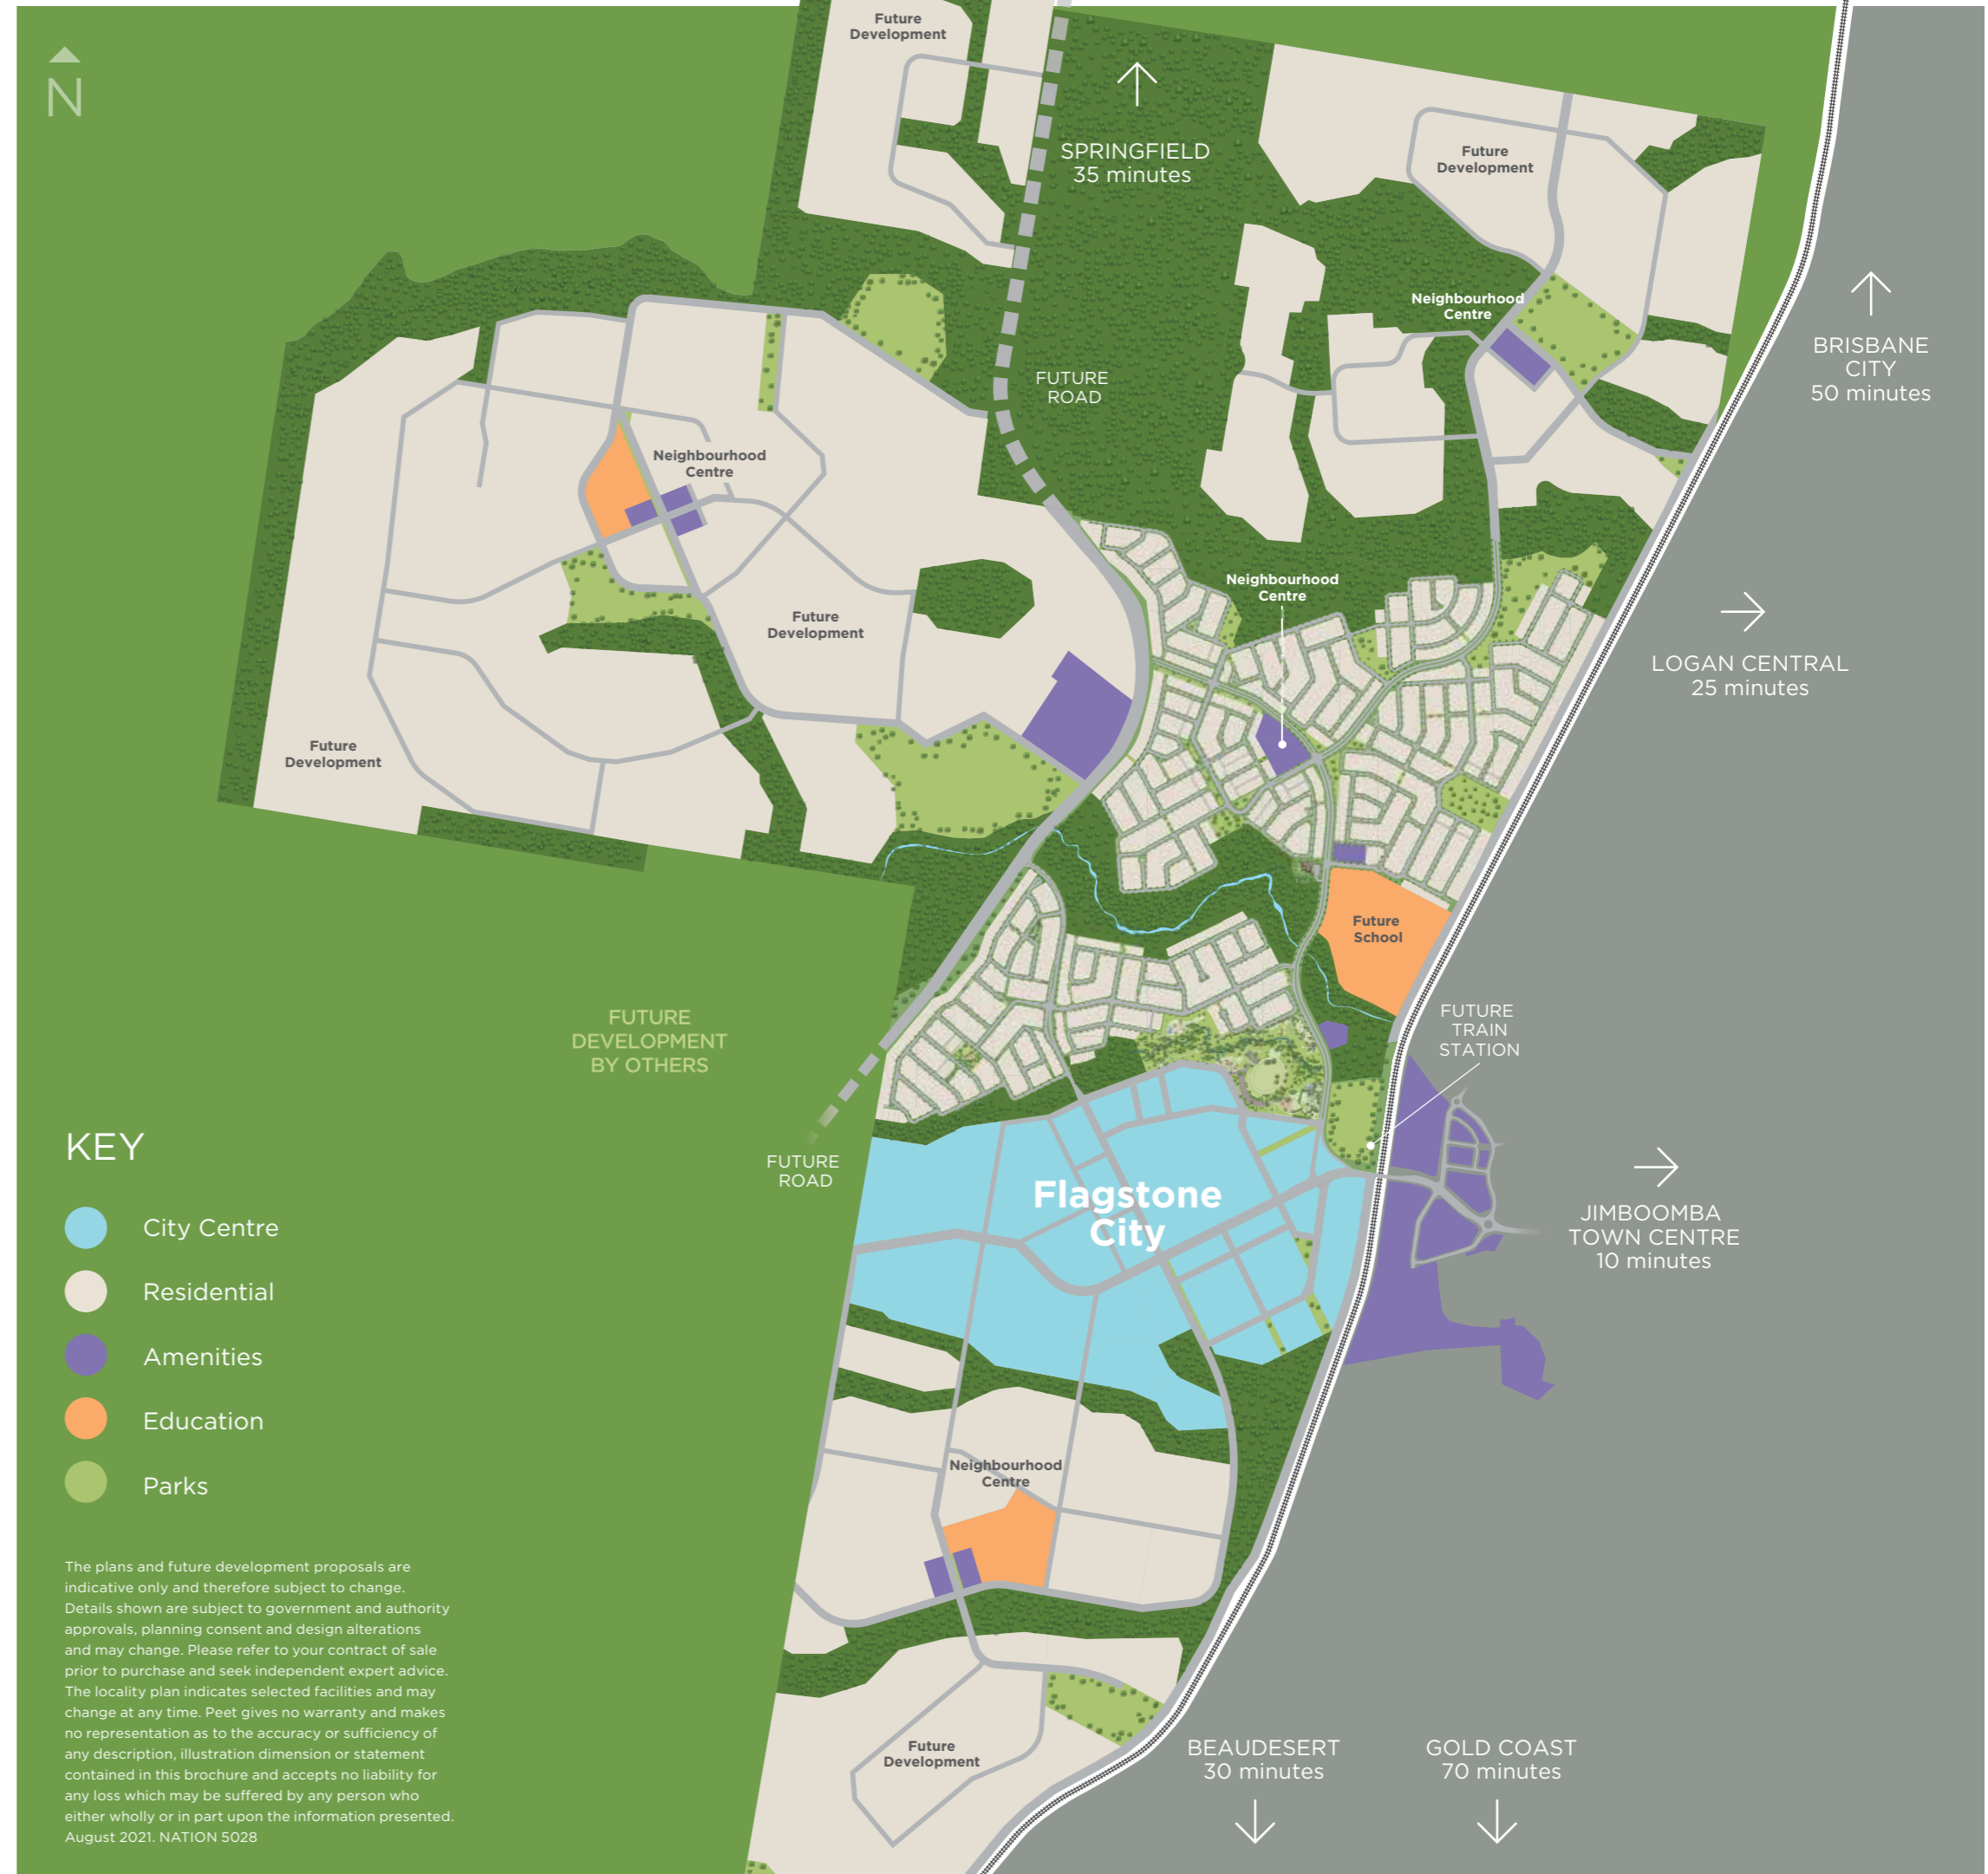 Future
Development
N
SPRINGFIELD
35 minutes
Future
Development
Neighbourhood
Centre
BRISBANE
CITY
50 minutes
FUTURE
ROAD
Neighbourhood
Centre
Neighbourhood
Centre
Future
Development
LOGAN CENTRAL
25 minutes
Future
Development
Future
School
FUTURE
DEVELOPMENT
BY OTHERS
FUTURE
TRAIN
STATION
FUTURE
ROAD
Flagstone
City
JIMBOOMBA
TOWN CENTRE
10 minutes
KEY
City Centre
Residential
Amenities
Education
Parks
Neighbourhood
Centre
The plans and future development proposals are
indicative only and therefore subject to change.
Details shown are subject to government and authority
approvals, planning consent and design alterations
and may change. Please refer to your contract of sale
prior to purchase and seek independent expert advice.
The locality plan indicates selected facilities and may
change at any time. Peet gives no warranty and makes
no representation as to the accuracy or sufficiency of
any description, illustration dimension or statement
contained in this brochure and accepts no liability for
any loss which may be suffered by any person who
either wholly or in part upon the information presented.
August 2021. NATION 5028
Future
Development
BEAUDESERT
30 minutes
GOLD COAST
70 minutes